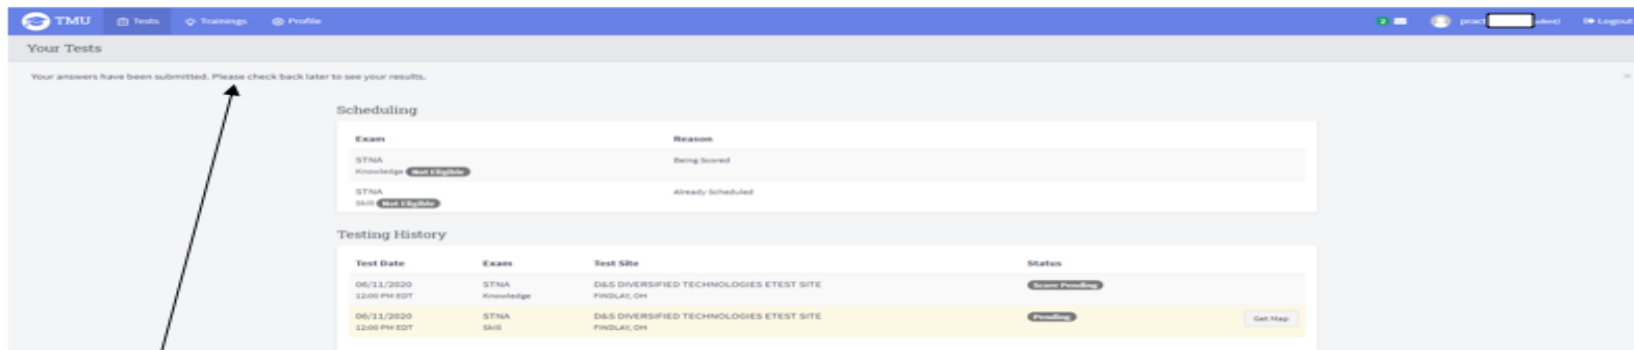 TMU Tests Trainings Profile 2 pract Logout
Your Tests
Your answers have been submitted. Please check back later to see your results.
Scheduling
Exam Reason
STNA Being Scored
Knowledge Not Eligible
STNA Already Scheduled
Skill Not Eligible
Testing History
Test Date Exam Test Site Status
06/11/2020 STNA D&S DIVERSIFIED TECHNOLOGIES ETEST SITE Score Pending
12:00 PM EDT Knowledge FINDLAY, OH
06/11/2020 STNA D&S DIVERSIFIED TECHNOLOGIES ETEST SITE Pending Get Map
12:00 PM EDT Skill FINDLAY, OH